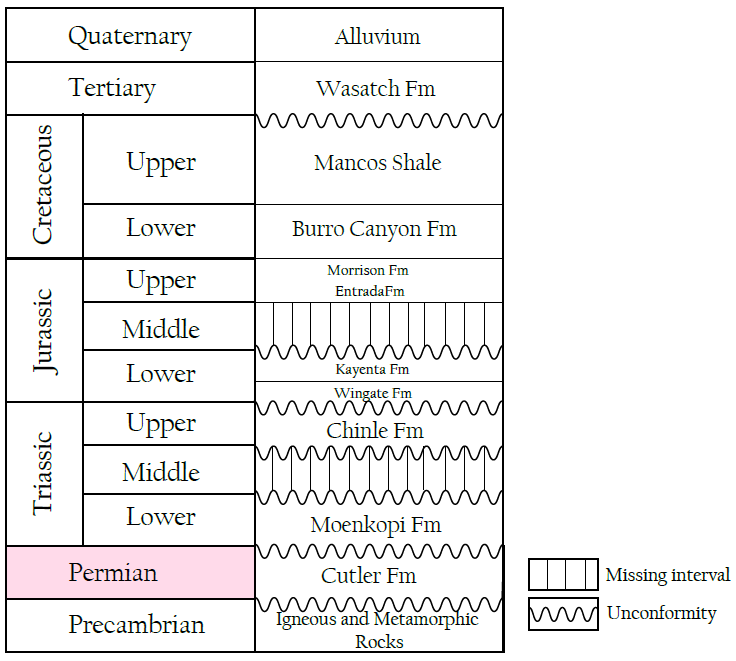 Quaternary
Alluvium
Tertiary
Wasatch Fm
Cretaceous
Upper
Mancos Shale
Lower
Burro Canyon Fm
Jurassic
Upper
Morrison Fm
EntradaFm
Middle
Lower
Kayenta Fm
Wingate Fm
Triassic
Upper
Chinle Fm
Middle
Lower
Moenkopi Fm
Permian
Cutler Fm
Precambrian
Igneous and Metamorphic
Rocks
Missing interval
Unconformity